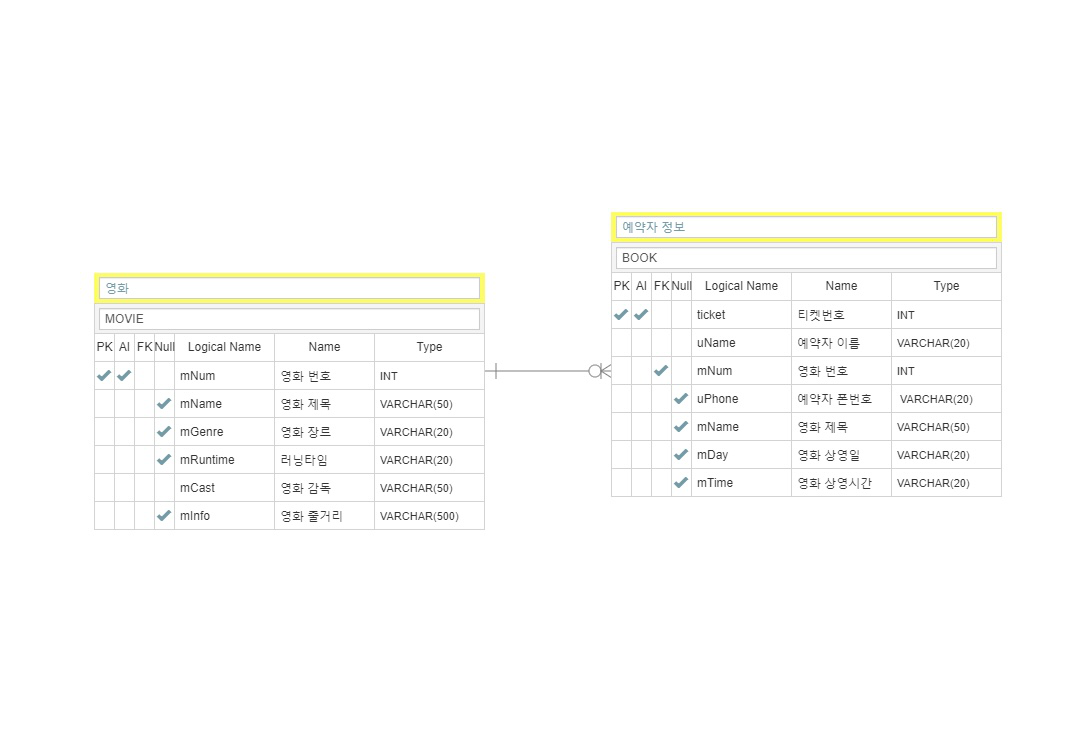 영화
MOVIE
PK AI FK Null Logical Name Name Type
mNum 영화 번호 INT
mName 영화 제목 VARCHAR(50)
mGenre 영화 장르 VARCHAR(20)
mRuntime 러닝타임 VARCHAR(20)
mCast 영화 감독 VARCHAR(50)
mInfo 영화 줄거리 VARCHAR(500)
예약자 정보
BOOK
PK AI FK Null Logical Name Name Type
ticket 티켓번호 INT
uName 예약자 이름 VARCHAR(20)
mNum 영화 번호 INT
uPhone 예약자 폰번호 VARCHAR(20)
mName 영화 제목 VARCHAR(50)
mDay 영화 상영일 VARCHAR(20)
mTime 영화 상영시간 VARCHAR(20)